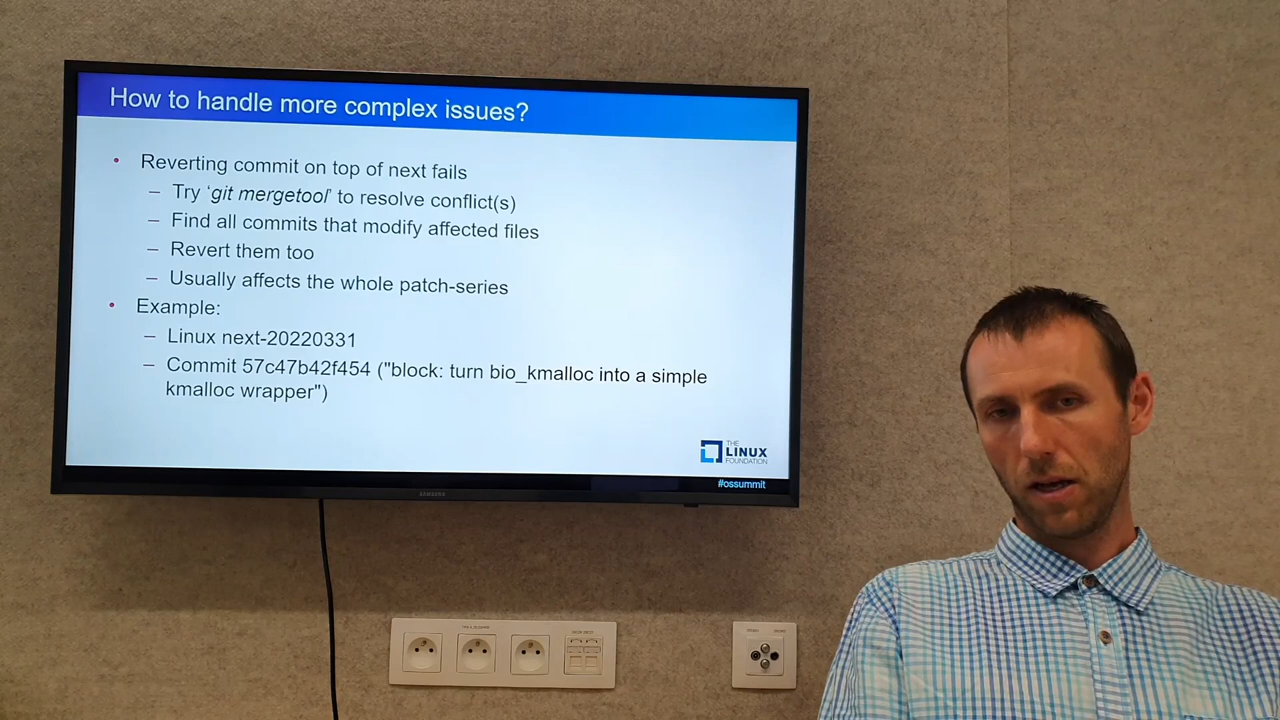 How to handle more complex issues?
• Reverting commit on top of next fails
– Try ‘git mergetool’ to resolve conflict(s)
– Find all commits that modify affected files
– Revert them too
– Usually affects the whole patch-series
• Example:
– Linux next-20220331
– Commit 57c47b42f454 ("block: turn bio_kmalloc into a simple
kmalloc wrapper")
THE
LINUX
FOUNDATION
#ossummit
SAMSUNG